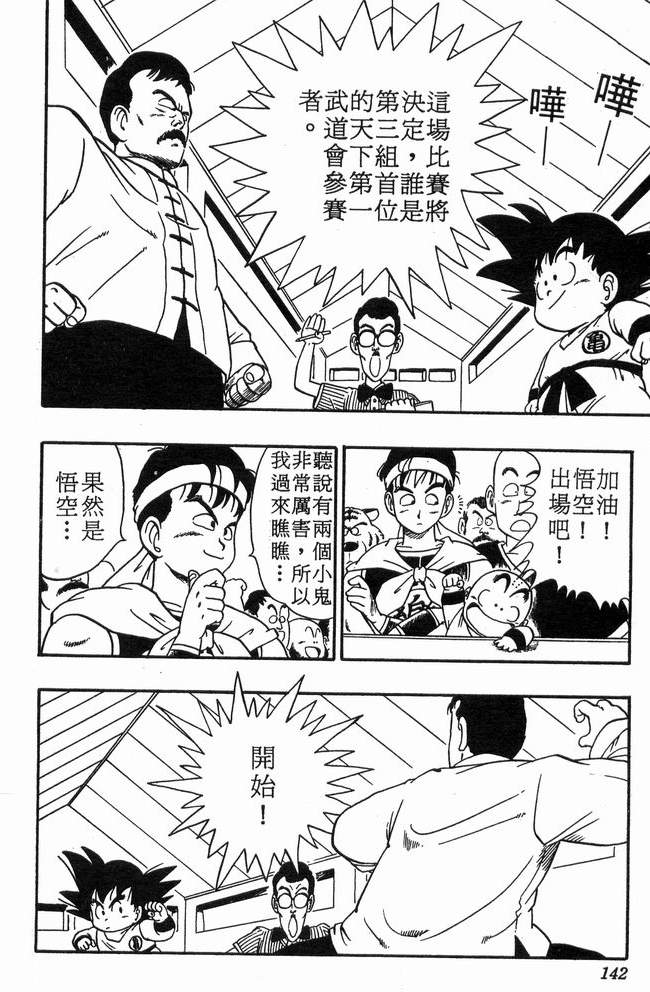 嘩—
嘩—
這場比賽將
決定，誰是
第三組首位
的天下第一
武道會參賽
者。
亀
加油！
悟空！
出場吧！
聽說有兩個小鬼
非常厲害，所以
我過來瞧瞧…
果然是
悟空…
開始！
142